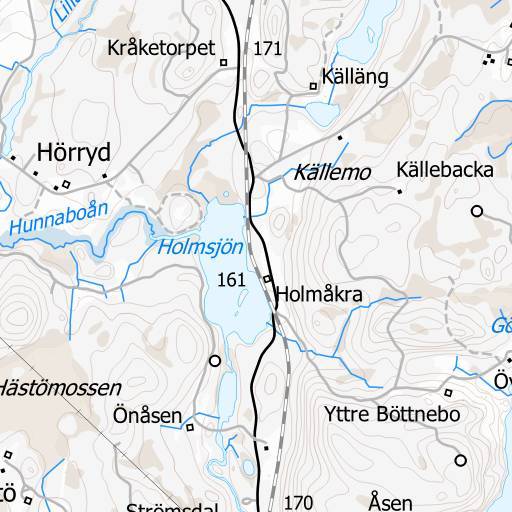 Kråketorpet
171
Källäng
Hörryd
Källemo
Källebacka
Hunnaboån
Holmsjön
161
Holmåkra
Hästömossen
Önåsen
Yttre Böttnebo
Strömsdal
170
Åsen